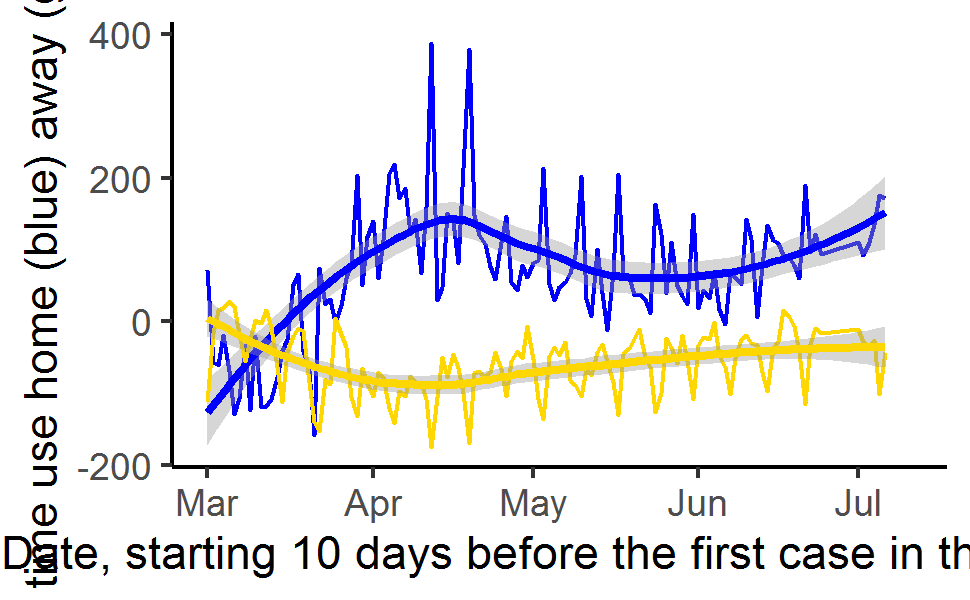 time use home (blue) away (
400
200
0
-200
Mar Apr May Jun Jul
Date, starting 10 days before the first case in th